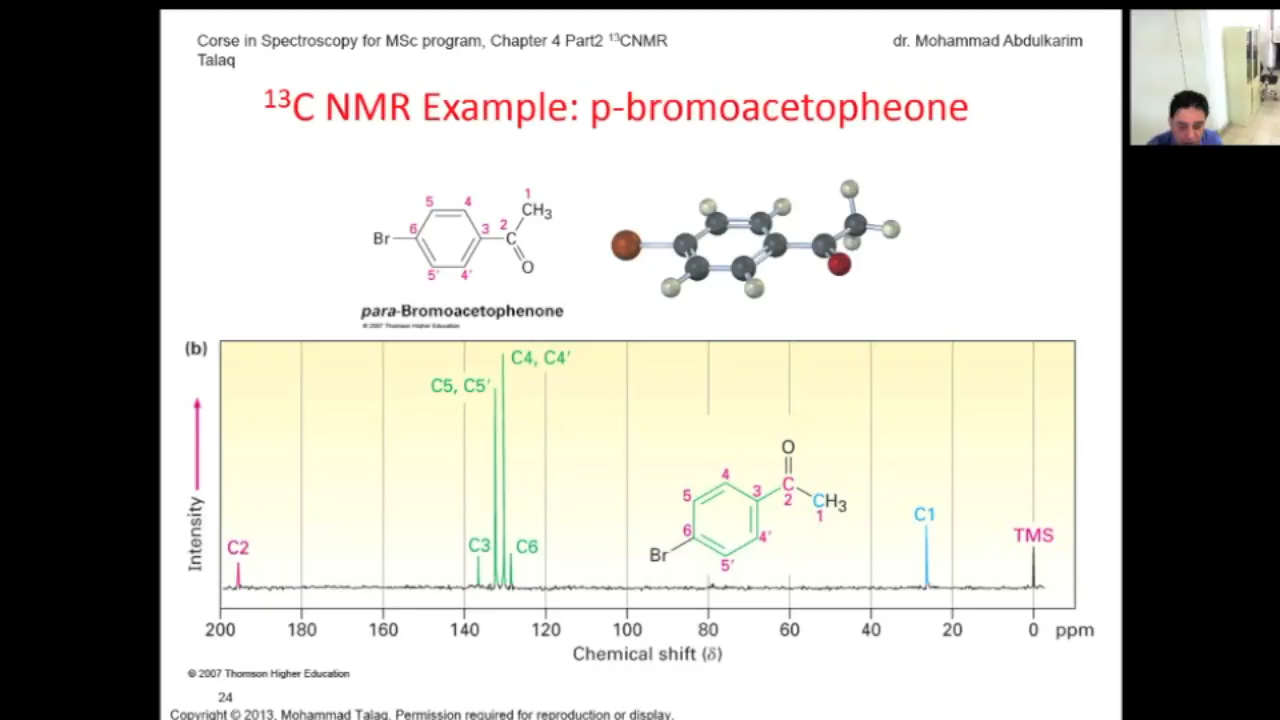 Corse in Spectroscopy for MSc program, Chapter 4 Part2 ¹³CNMR
dr. Mohammad Abdulkarim
Talaq
¹³C NMR Example: p-bromoacetopheone
1
5 4 CH₃
Br 6 3 2 C
5′ 4′ O
para-Bromoacetophenone
© 2007 Thomson Higher Education
(b)
C4, C4′
C5, C5′
O
4
5 3 C CH₃
2 1
6 4′
Br 5′
C2 C3 C6 C1 TMS
Intensity
200 180 160 140 120 100 80 60 40 20 0 ppm
Chemical shift (δ)
© 2007 Thomson Higher Education
24
Copyright © 2013, Mohammad Talaq. Permission required for reproduction or display.